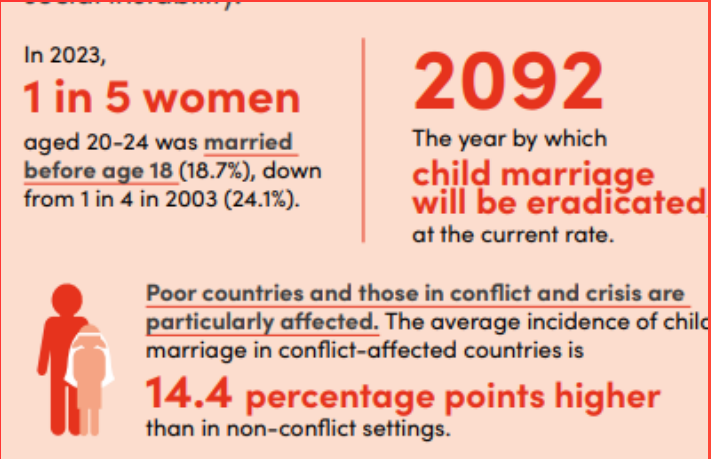 In 2023,
1 in 5 women
aged 20-24 was married
before age 18 (18.7%), down
from 1 in 4 in 2003 (24.1%).
2092
The year by which
child marriage
will be eradicated
at the current rate.
Poor countries and those in conflict and crisis are
particularly affected. The average incidence of child
marriage in conflict-affected countries is
14.4 percentage points higher
than in non-conflict settings.